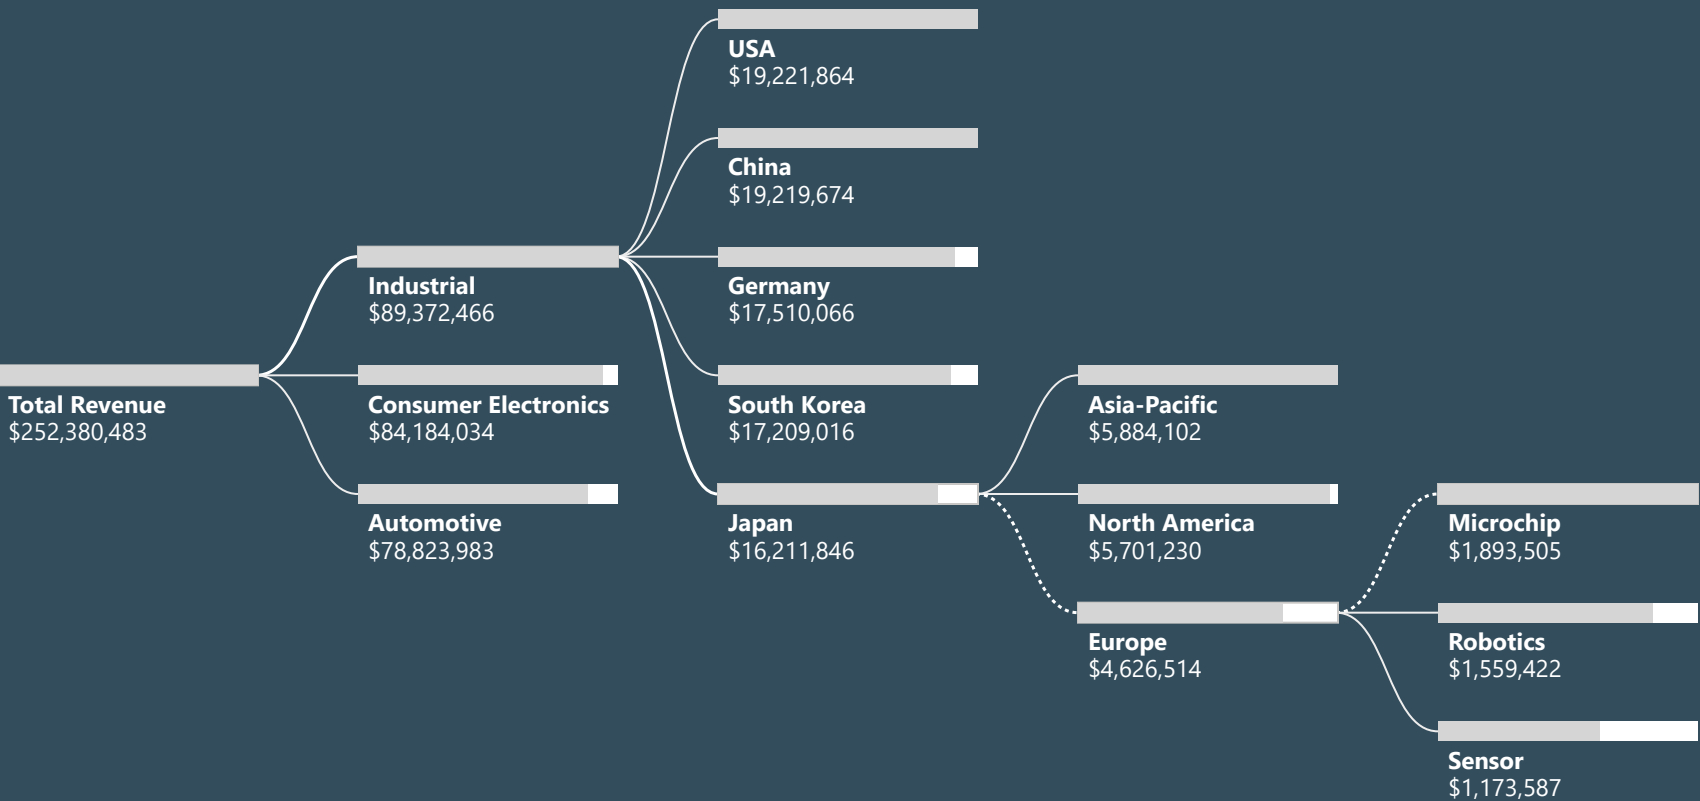 USA
$19,221,864
China
$19,219,674
Industrial
$89,372,466
Germany
$17,510,066
Total Revenue
$252,380,483
Consumer Electronics
$84,184,034
South Korea
$17,209,016
Asia-Pacific
$5,884,102
Automotive
$78,823,983
Japan
$16,211,846
North America
$5,701,230
Microchip
$1,893,505
Europe
$4,626,514
Robotics
$1,559,422
Sensor
$1,173,587